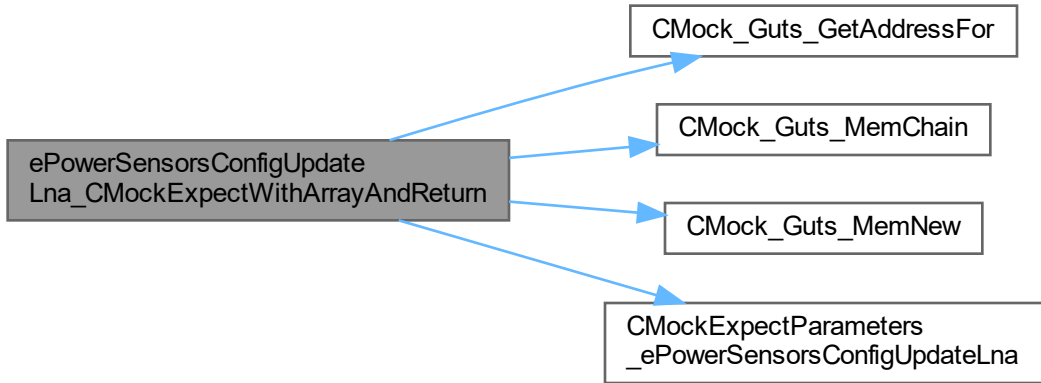 ePowerSensorsConfigUpdate
Lna_CMockExpectWithArrayAndReturn
CMock_Guts_GetAddressFor
CMock_Guts_MemChain
CMock_Guts_MemNew
CMockExpectParameters
_ePowerSensorsConfigUpdateLna